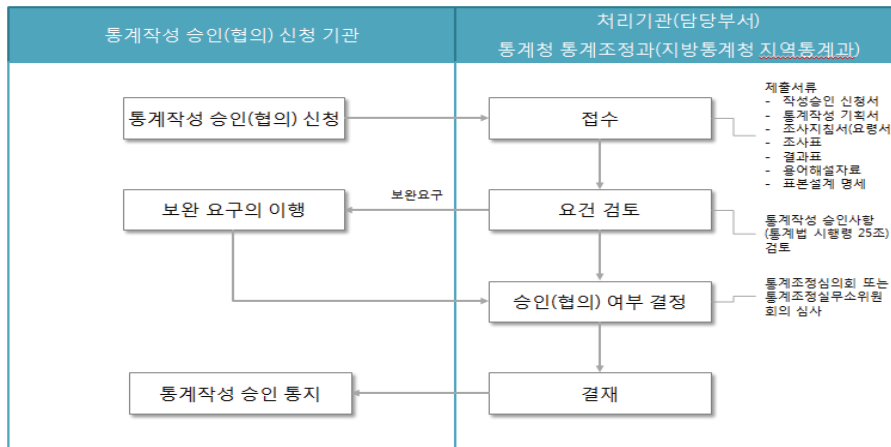 통계작성 승인(협의) 신청 기관
처리기관(담당부서)
통계청 통계조정과(지방통계청 지역통계과)
통계작성 승인(협의) 신청
접수
제출서류
- 작성승인 신청서
- 통계작성 기획서
- 조사지침서(요령서
- 조사표
- 결과표
- 용어해설자료
- 표본설계 명세
보완 요구의 이행
보완요구
요건 검토
통계작성 승인사항
(통계법 시행령 25조)
검토
승인(협의) 여부 결정
통계조정심의회 또는
통계조정실무소위원
회의 심사
통계작성 승인 통지
결재